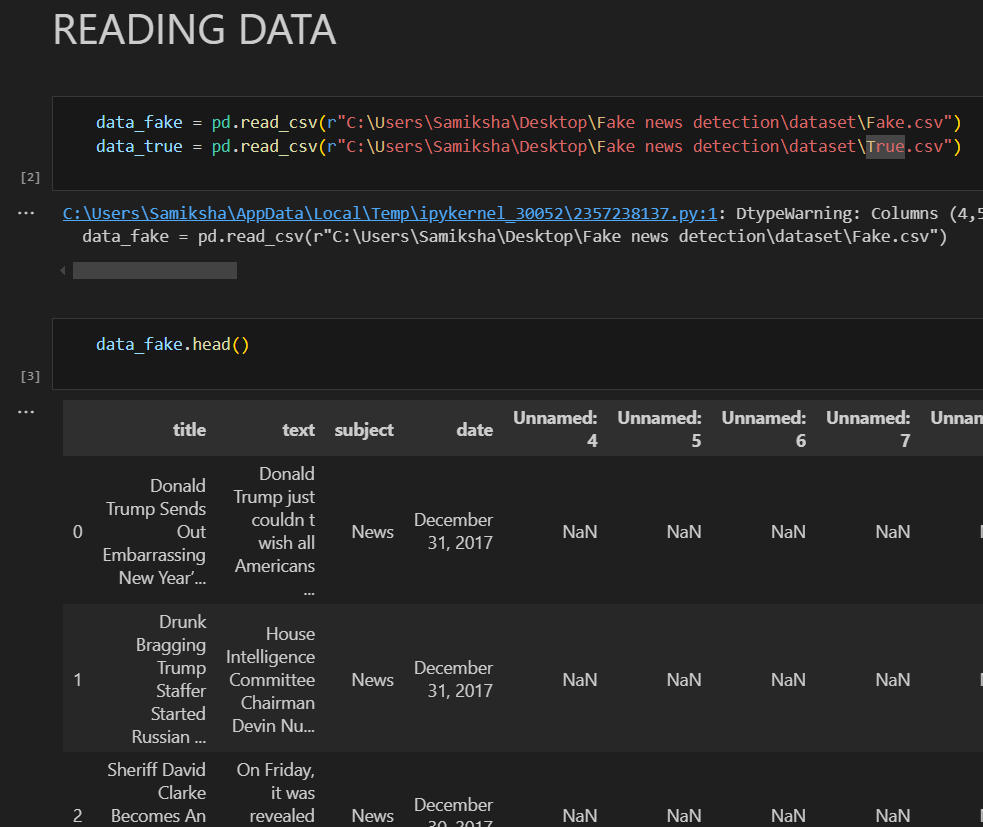 READING DATA
data_fake = pd.read_csv(r"C:\Users\Samiksha\Desktop\Fake news detection\dataset\Fake.csv")
data_true = pd.read_csv(r"C:\Users\Samiksha\Desktop\Fake news detection\dataset\True.csv")
[2]
... C:\Users\Samiksha\AppData\Local\Temp\ipykernel_30052\2357238137.py:1: DtypeWarning: Columns (4,5
data_fake = pd.read_csv(r"C:\Users\Samiksha\Desktop\Fake news detection\dataset\Fake.csv")
data_fake.head()
[3]
...
title text subject date Unnamed: 4 Unnamed: 5 Unnamed: 6 Unnamed: 7 Unnam
0 Donald Trump Sends Out Embarrassing New Year’... Donald Trump just couldn t wish all Americans ... News December 31, 2017 NaN NaN NaN NaN
1 Drunk Bragging Trump Staffer Started Russian ... House Intelligence Committee Chairman Devin Nu... News December 31, 2017 NaN NaN NaN NaN
2 Sheriff David Clarke Becomes An On Friday, it was revealed News December 30, 2017 NaN NaN NaN NaN